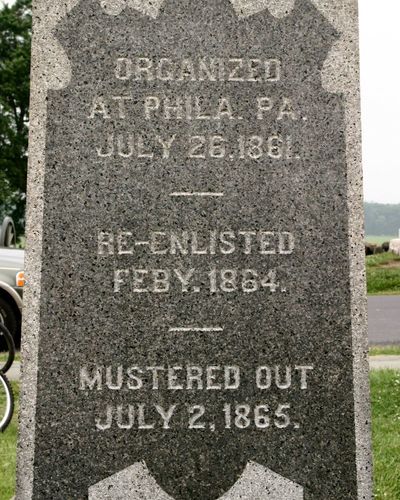 ORGANIZED
AT PHILA. PA.
JULY 26.1861.
RE-ENLISTED
FEBY. 1864.
MUSTERED OUT
JULY 2, 1865.